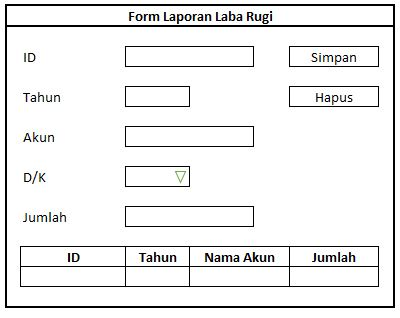 Form Laporan Laba Rugi
ID Simpan
Tahun Hapus
Akun
D/K
Jumlah
ID Tahun Nama Akun Jumlah